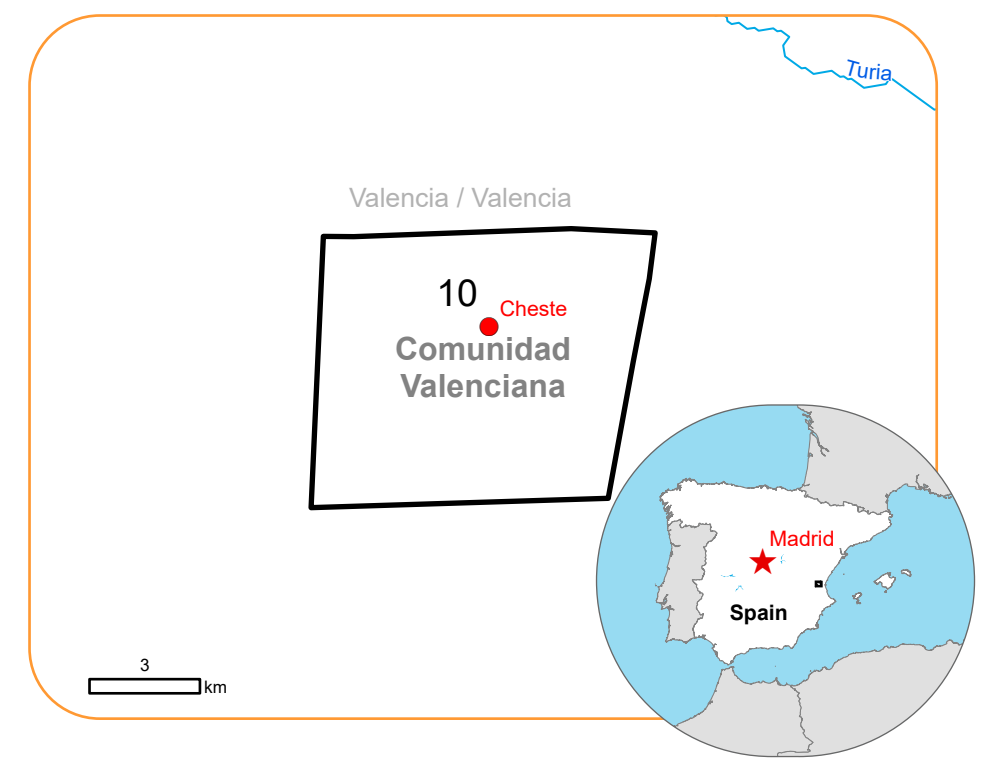 Turia
Valencia / Valencia
10
Cheste
Comunidad
Valenciana
Madrid
Spain
3
km